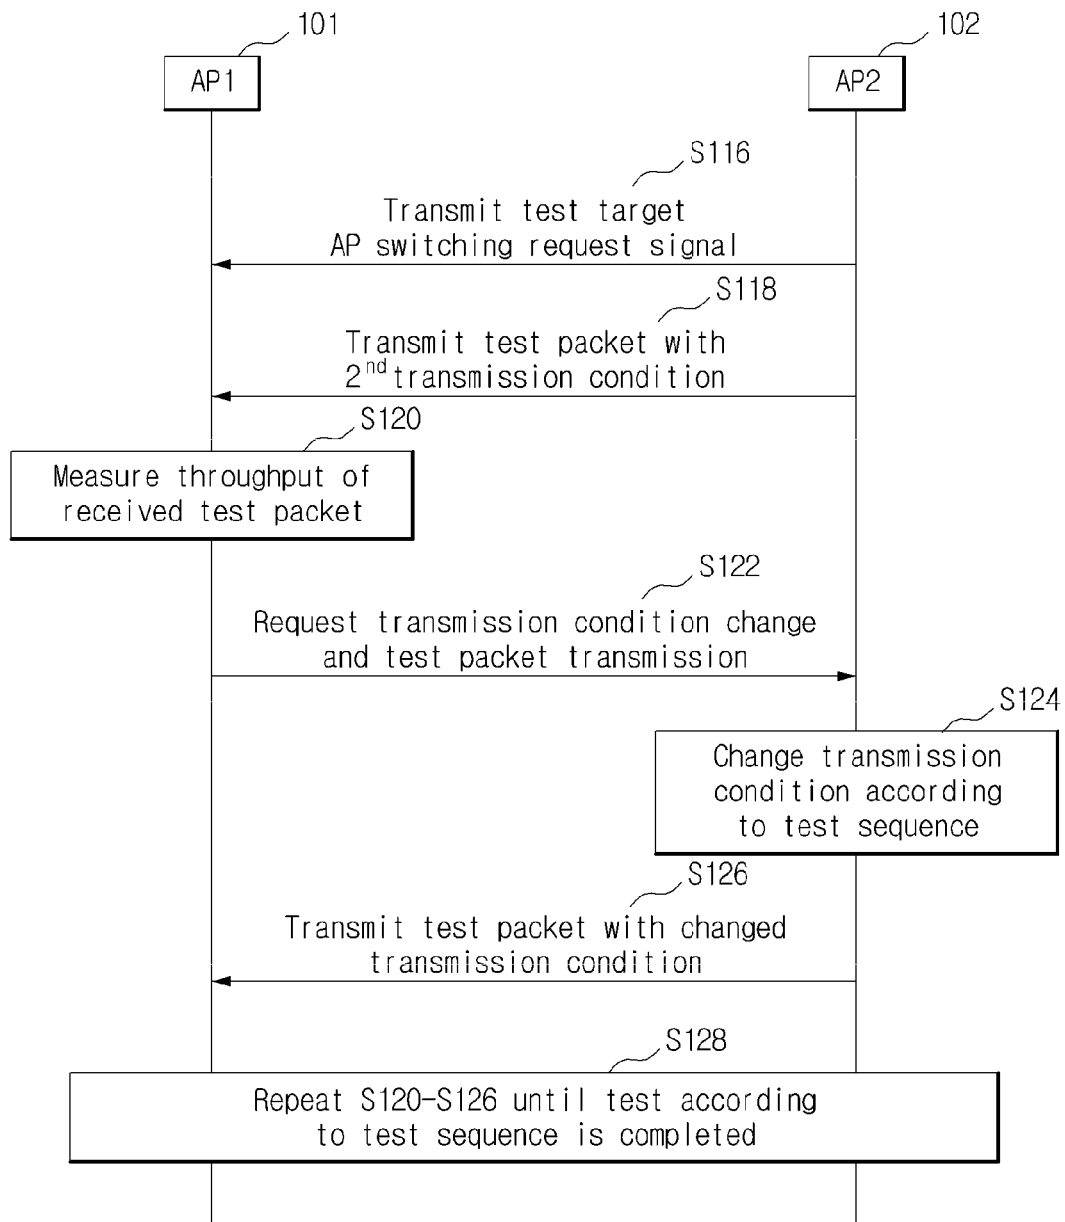 101
102
AP1
AP2
S116
Transmit test target
AP switching request signal
S118
Transmit test packet with
2nd transmission condition
S120
Measure throughput of
received test packet
S122
Request transmission condition change
and test packet transmission
S124
Change transmission
condition according
to test sequence
S126
Transmit test packet with changed
transmission condition
S128
Repeat S120-S126 until test according
to test sequence is completed